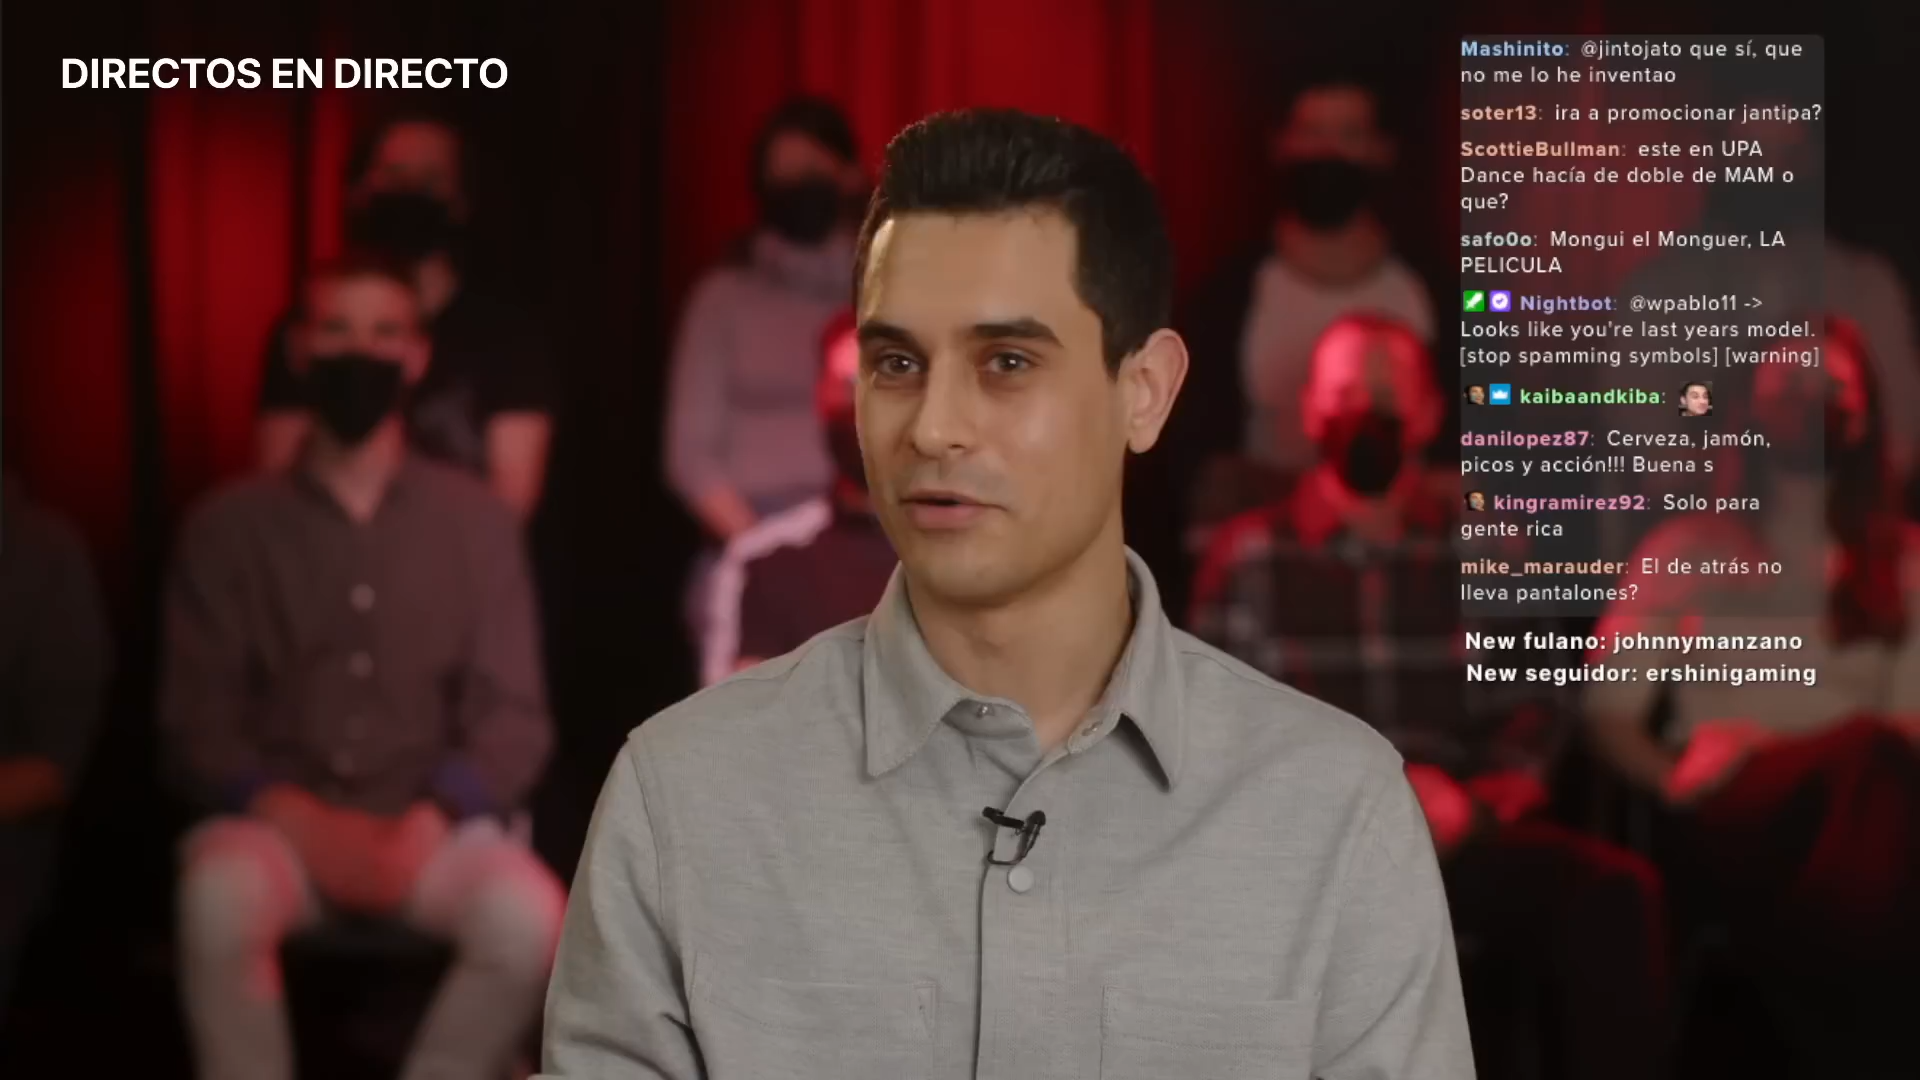 DIRECTOS EN DIRECTO
Mashinito: @jintojato que sí, que
no me lo he inventao
soter13: ira a promocionar jantipa?
ScottieBullman: este en UPA
Dance hacía de doble de MAM o
que?
safo0o: Mongui el Monguer, LA
PELICULA
Nightbot: @wpablo11 ->
Looks like you're last years model.
[stop spamming symbols] [warning]
kaibaandkiba:
danilopez87: Cerveza, jamón,
picos y acción!!! Buena s
kingramirez92: Solo para
gente rica
mike_marauder: El de atrás no
lleva pantalones?
New fulano: johnnymanzano
New seguidor: ershinigaming